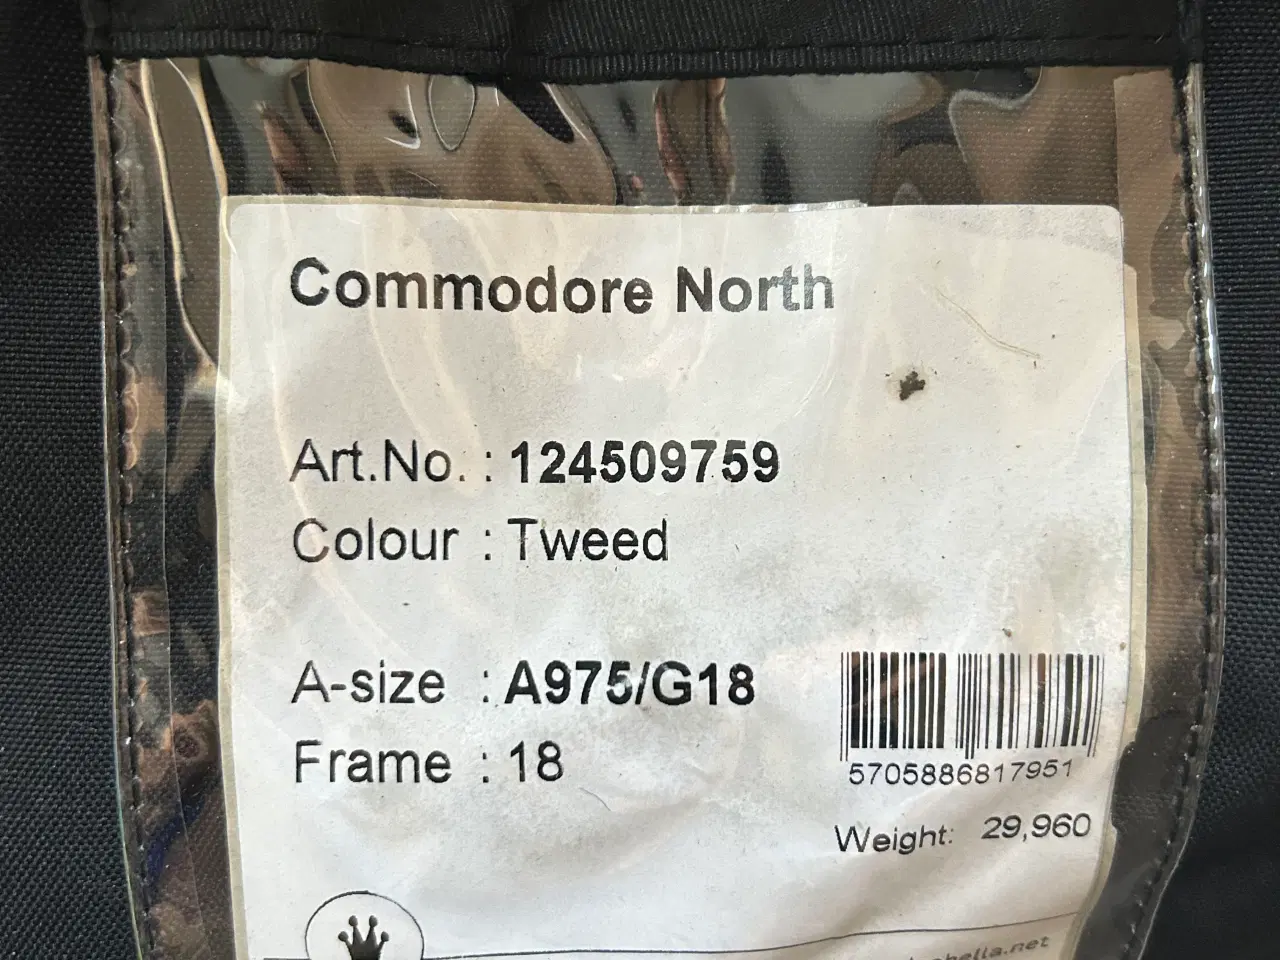 Commodore North
Art.No. : 124509759
Colour : Tweed
A-size : A975/G18
Frame : 18
5705886817951
Weight: 29,960